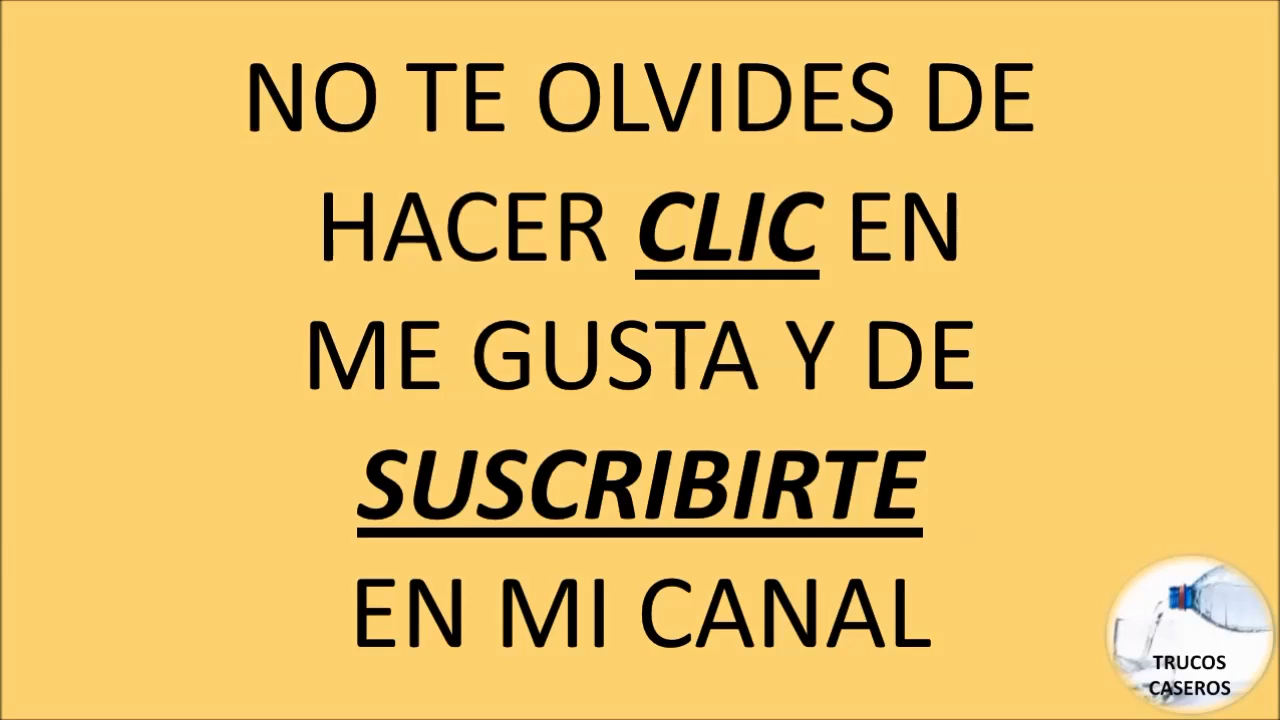 NO TE OLVIDES DE
HACER CLIC EN
ME GUSTA Y DE
SUSCRIBIRTE
EN MI CANAL
TRUCOS
CASEROS